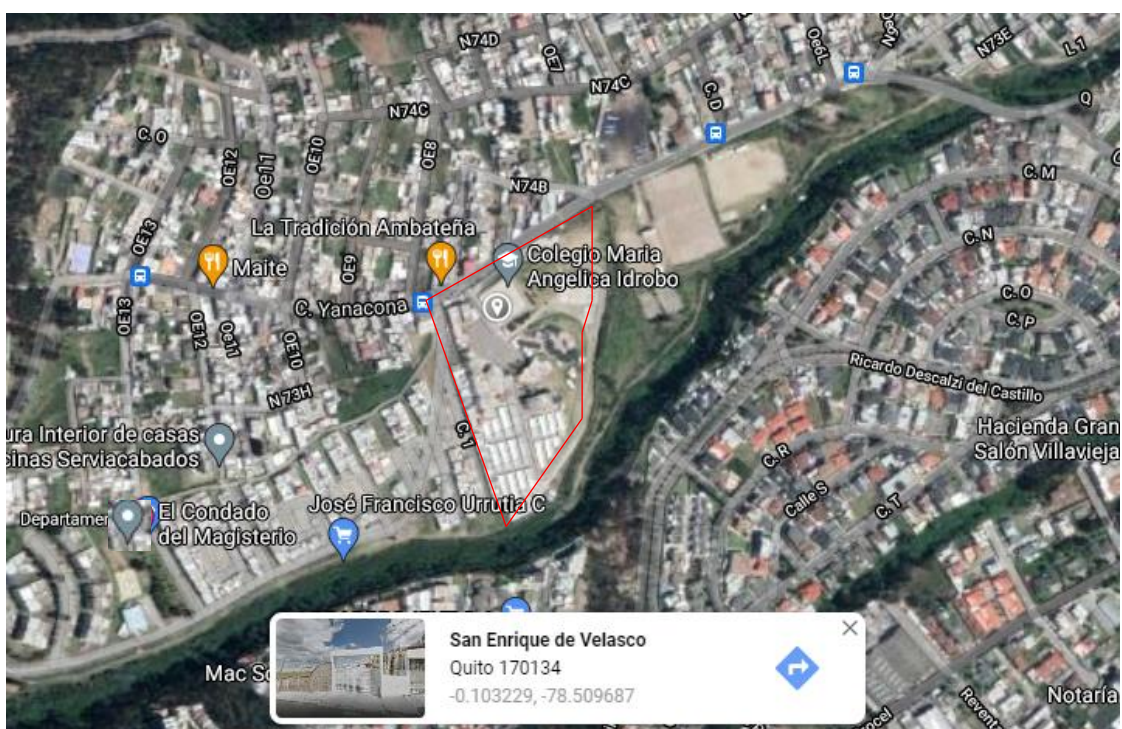 N74D
OE7
Oe6L
N73E
L1
N74C
N74C
C. D
Q
C. O
OE12
Oe11
OE10
OE8
N74B
C. M
OE13
La Tradición Ambateña
Maite
OE9
Colegio Maria
Angelica Idrobo
C. N
C. Yanacona
C. O
C. P
OE13
OE12
Oe11
OE10
Ricardo Descalzi del Castillo
N73H
C. 1
ura Interior de casas
cinas Serviacabados
Hacienda Gran
Salón Villavieja
C. R
Calle S
C. T
José Francisco Urrutia C
Departamen
El Condado
del Magisterio
San Enrique de Velasco
Quito 170134
-0.103229, -78.509687
Mac
Notaría